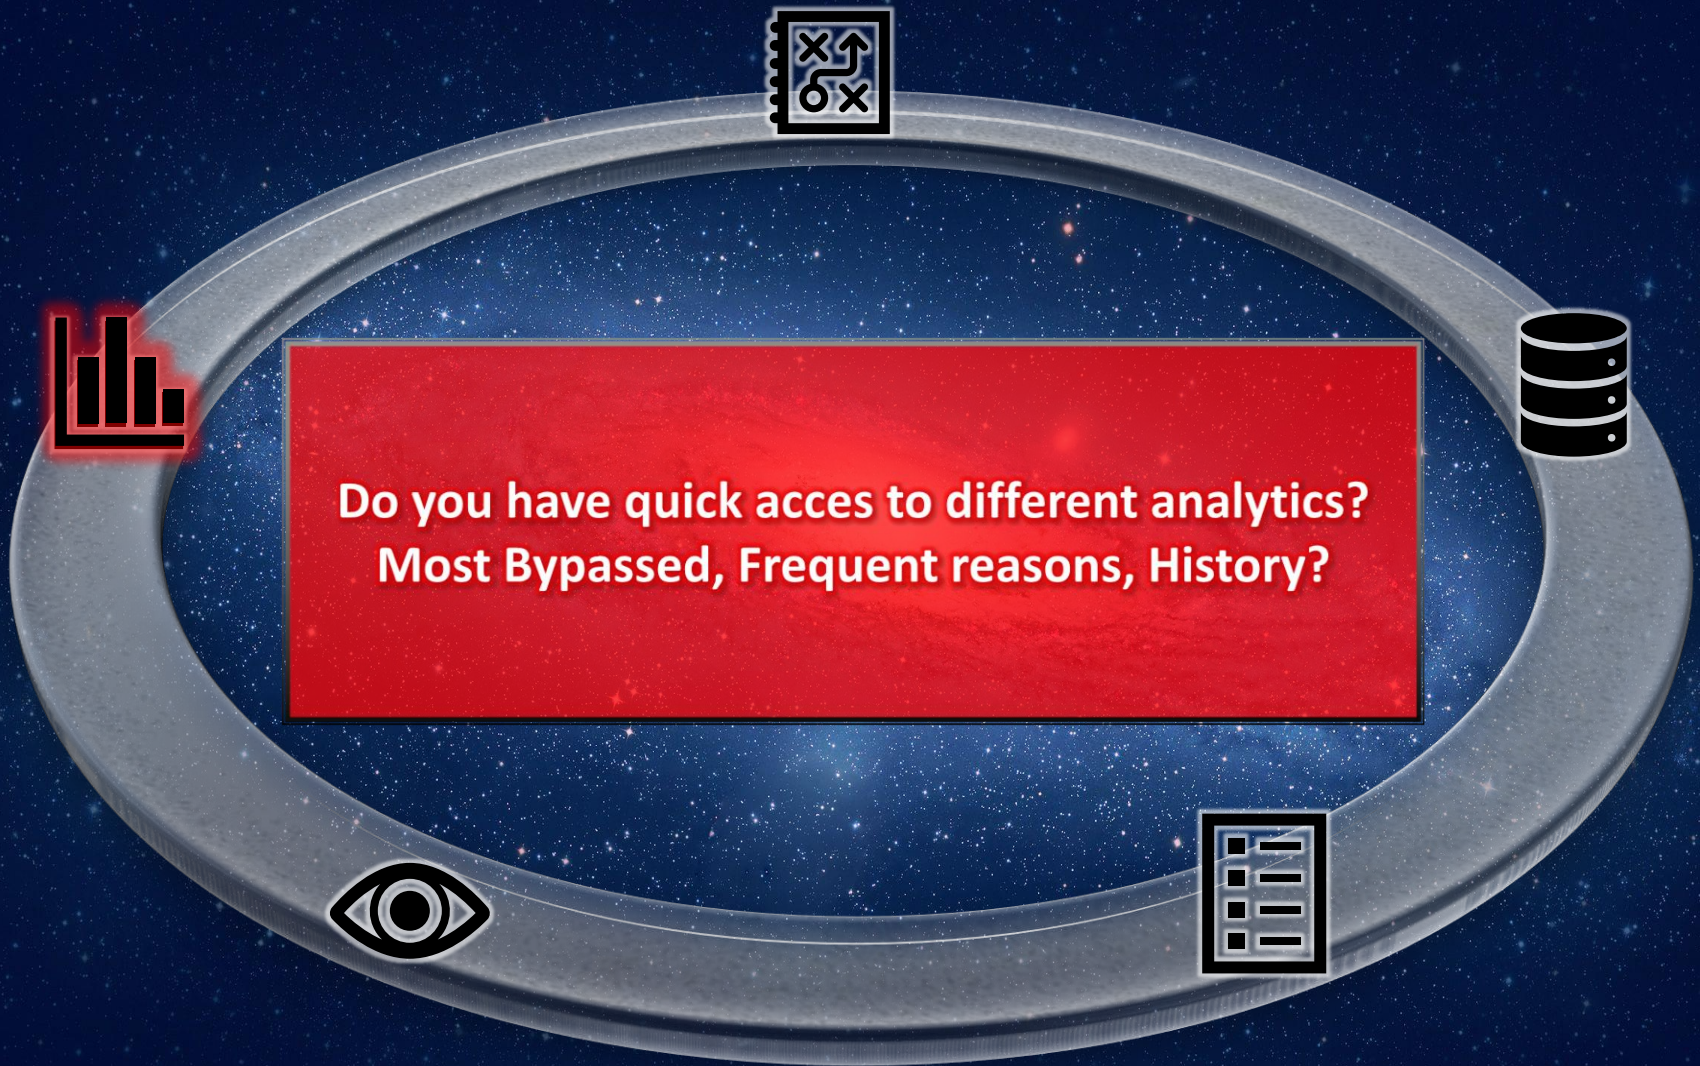 Do you have quick acces to different analytics?
Most Bypassed, Frequent reasons, History?